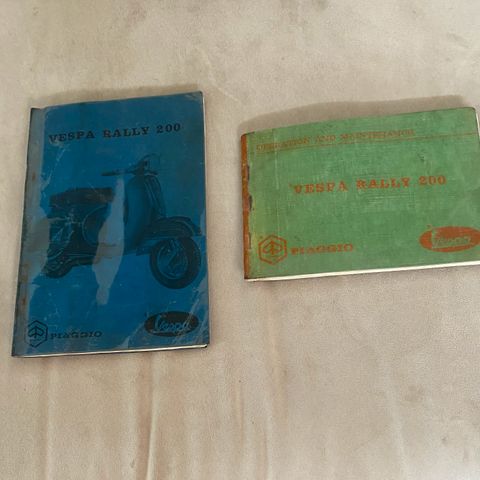 VESPA RALLY 200
PIAGGIO
Vespa
OPERATION AND MAINTENANCE
VESPA RALLY 200
PIAGGIO
Vespa